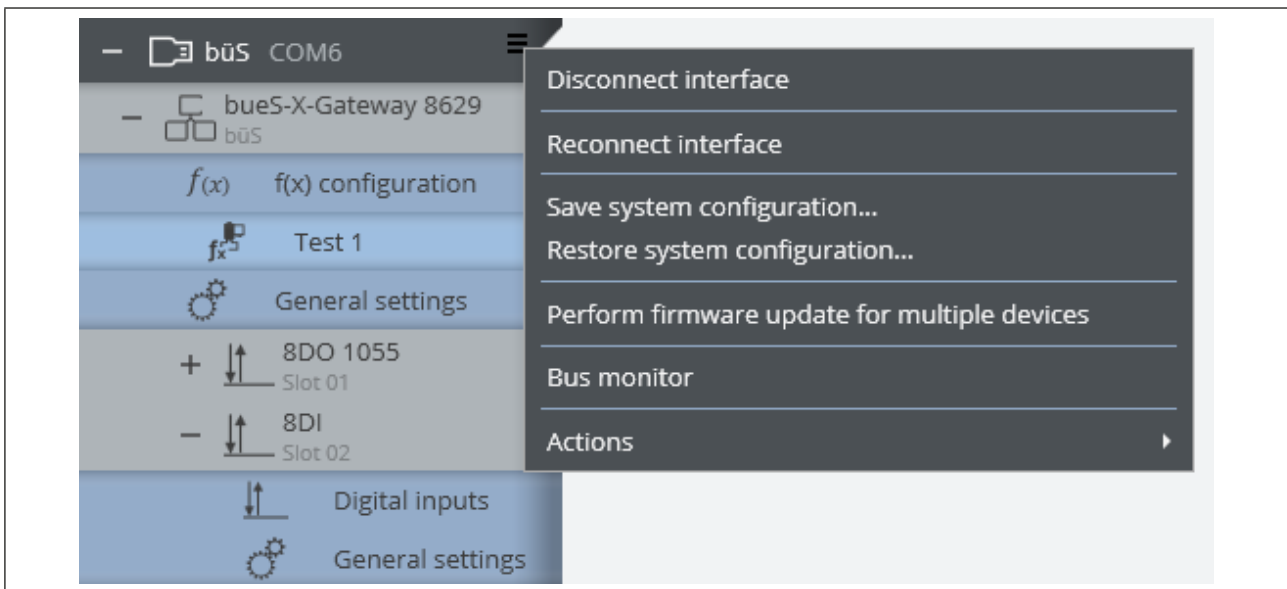 büS COM6
bueS-X-Gateway 8629
büS
f(x) f(x) configuration
fx Test 1
General settings
8DO 1055
Slot 01
8DI
Slot 02
Digital inputs
General settings
Disconnect interface
Reconnect interface
Save system configuration...
Restore system configuration...
Perform firmware update for multiple devices
Bus monitor
Actions